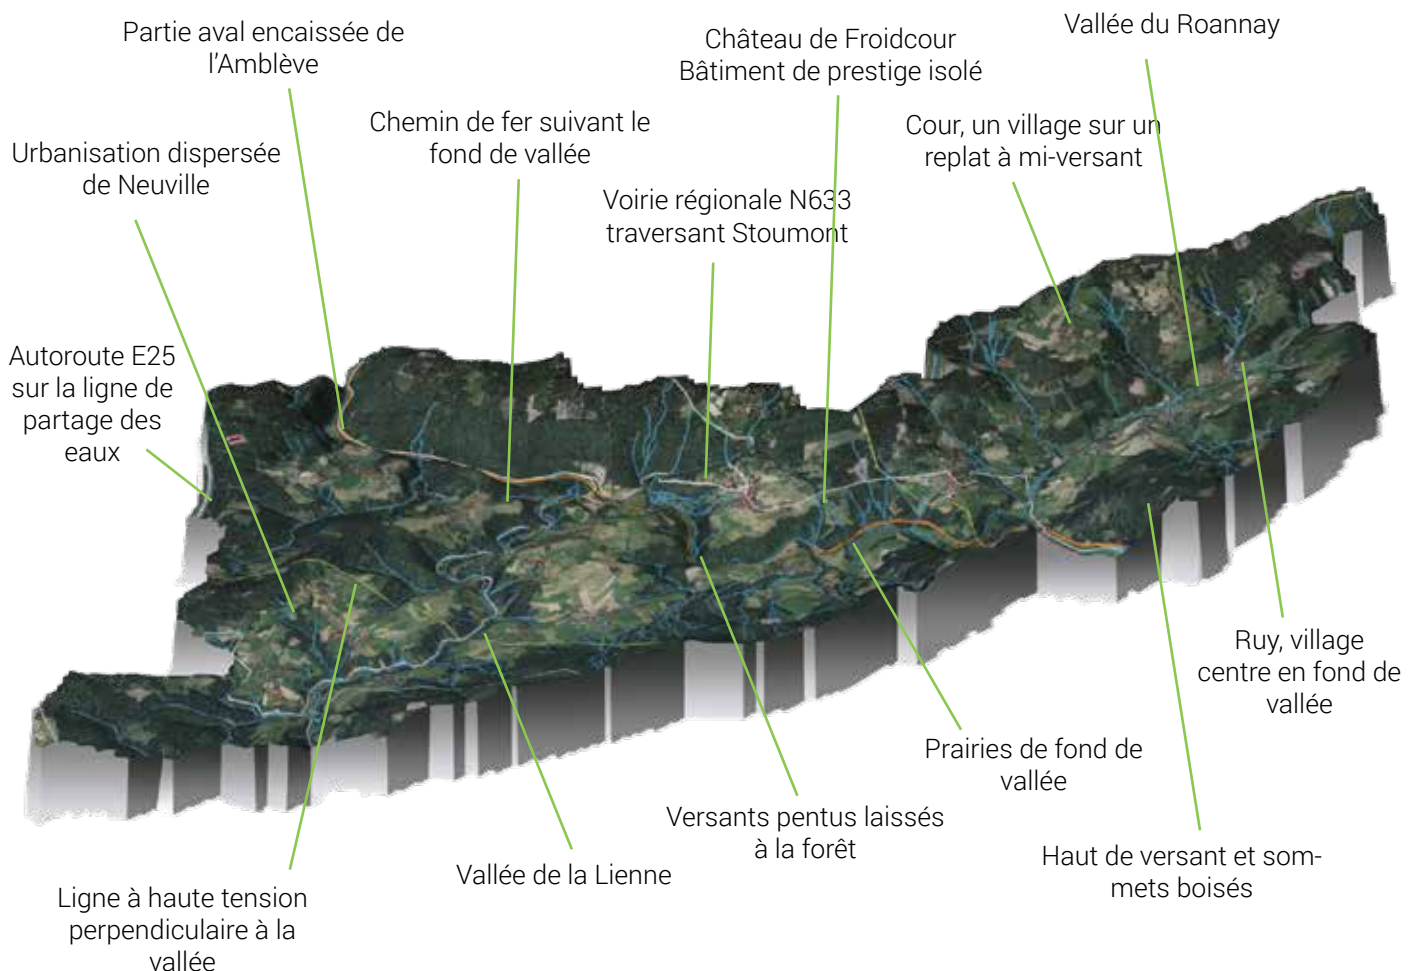 Partie aval encaissée de
l'Amblève
Château de Froidcour
Bâtiment de prestige isolé
Vallée du Roannay
Urbanisation dispersée
de Neuville
Chemin de fer suivant le
fond de vallée
Cour, un village sur un
replat à mi-versant
Voirie régionale N633
traversant Stoumont
Autoroute E25
sur la ligne de
partage des
eaux
Ruy, village
centre en fond de
vallée
Prairies de fond de
vallée
Versants pentus laissés
à la forêt
Haut de versant et som-
mets boisés
Vallée de la Lienne
Ligne à haute tension
perpendiculaire à la
vallée